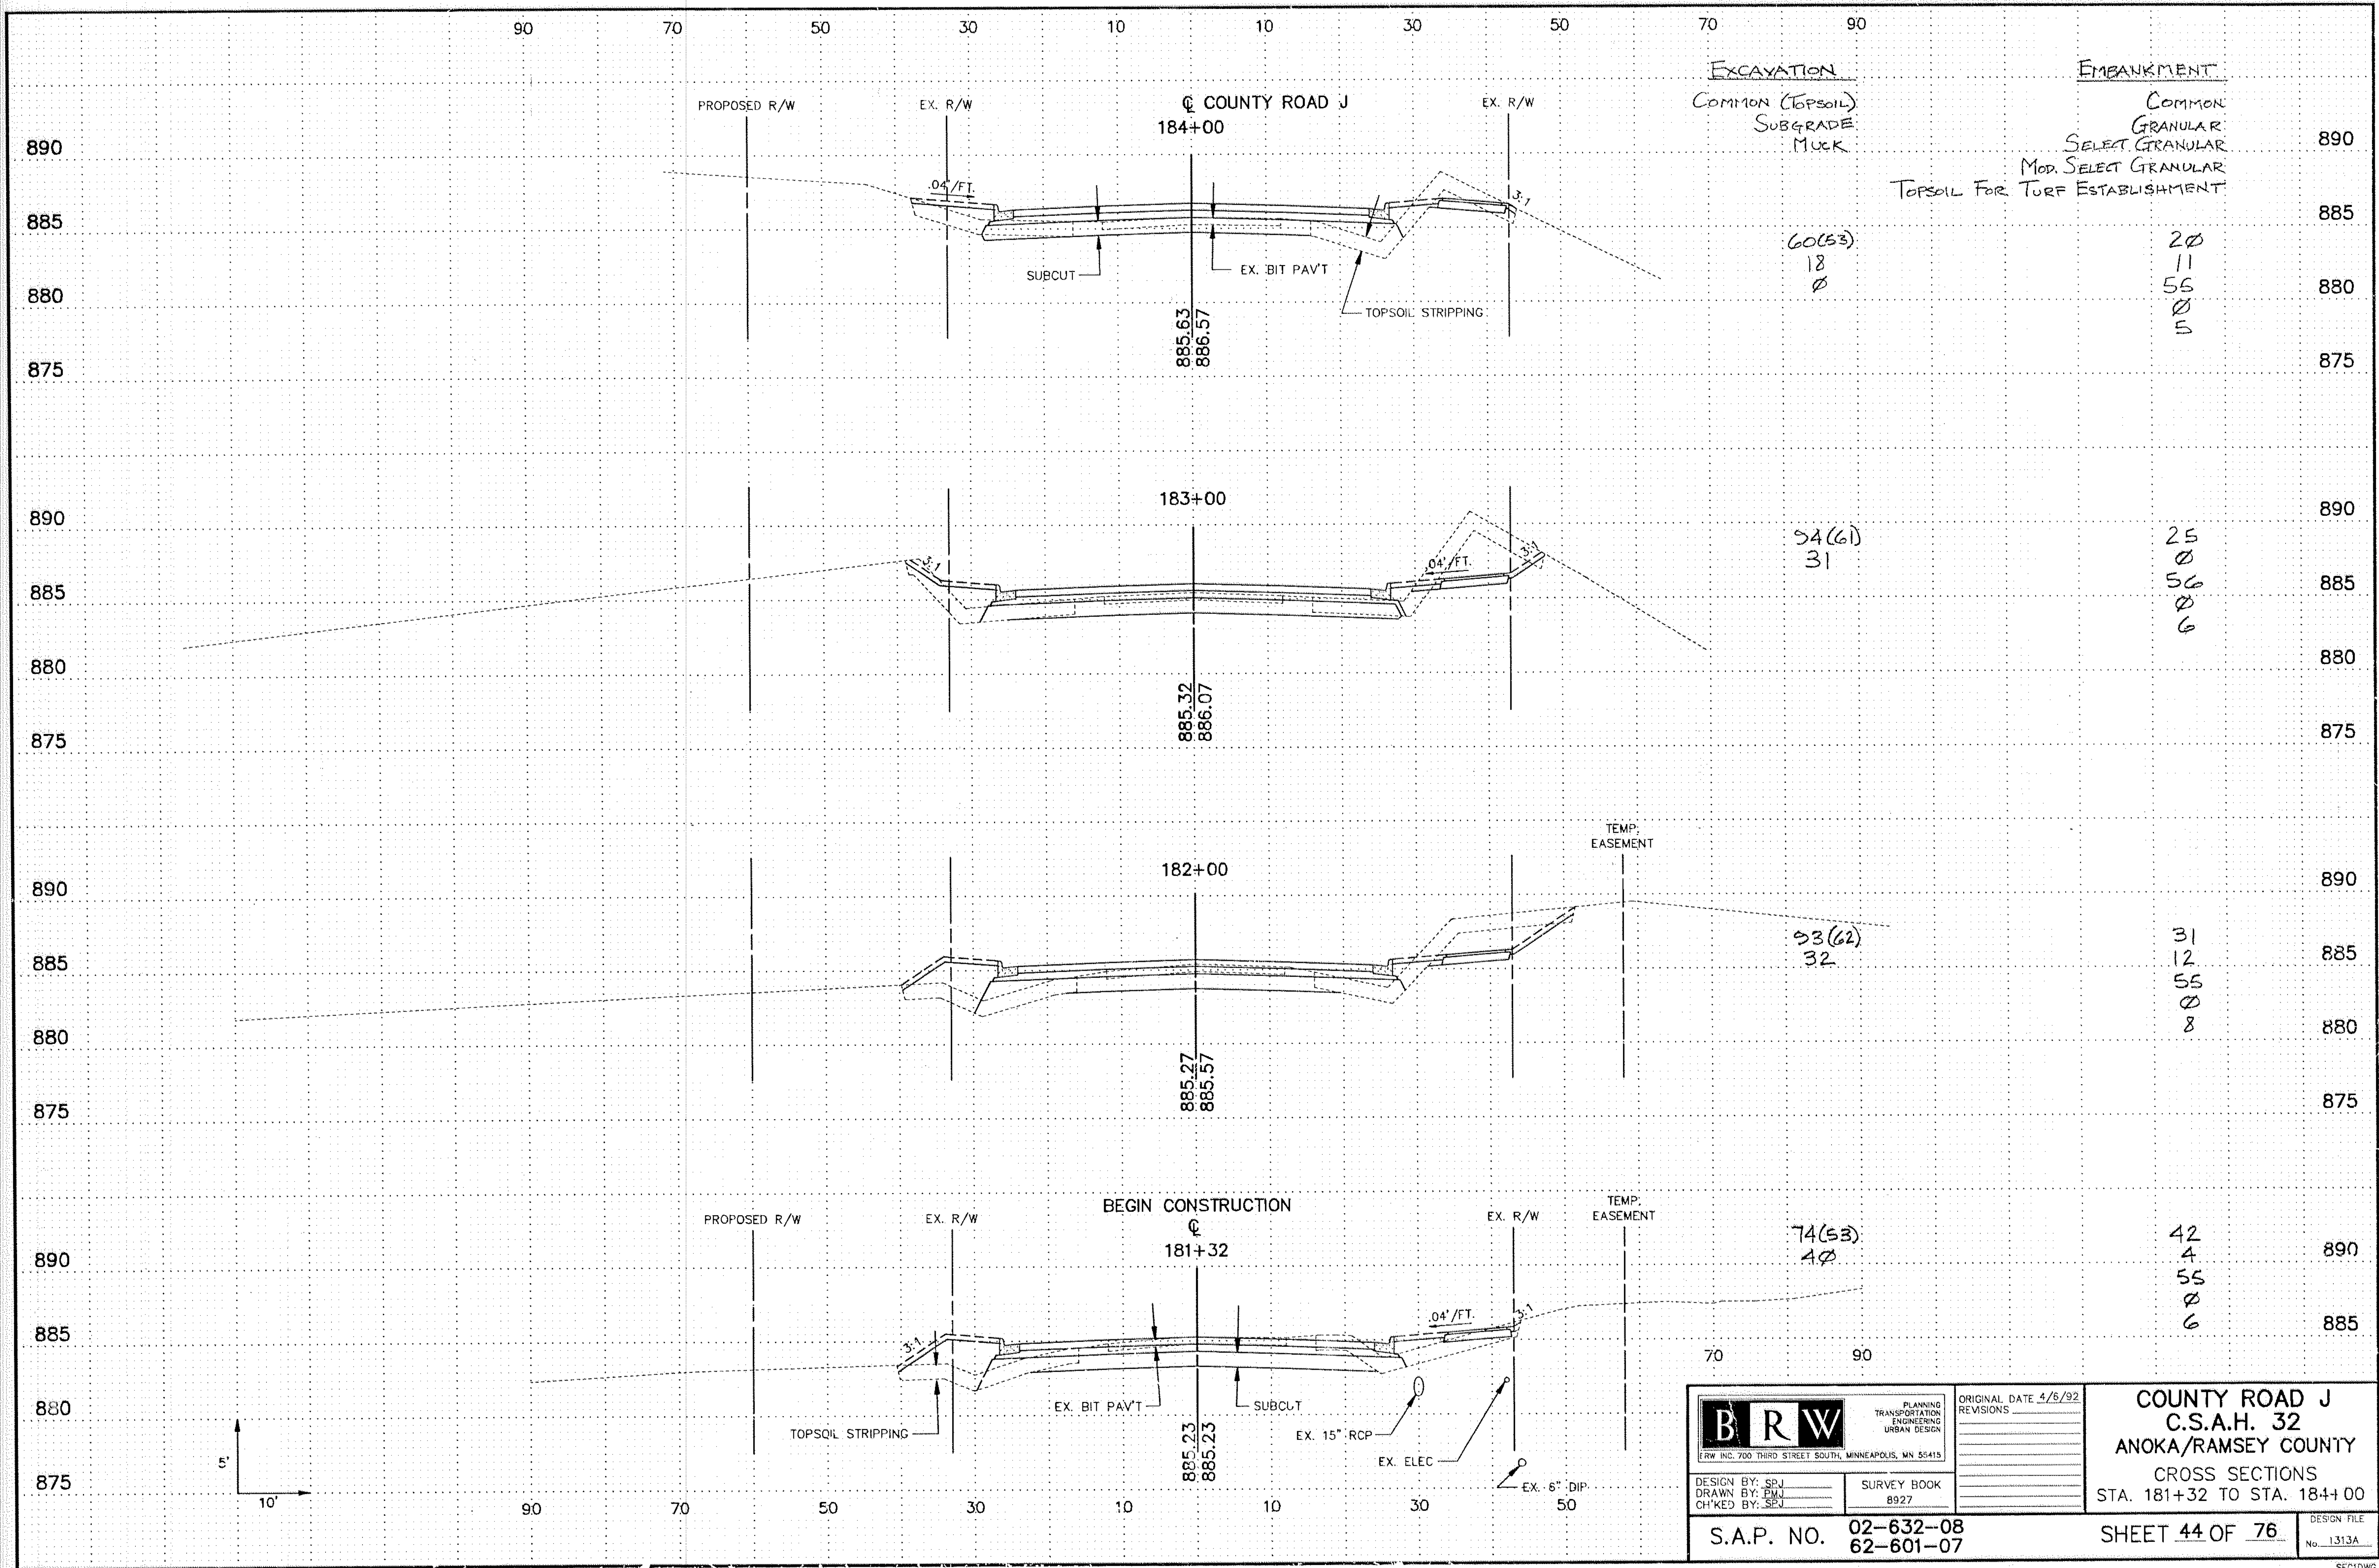 90 70 50 30 10 10 30 50 70 90
EXCAVATION
COMMON (TOPSOIL)
SUBGRADE
MUCK
EMBANKMENT
COMMON
GRANULAR
SELECT GRANULAR
MOD. SELECT GRANULAR
TOPSOIL FOR TURF ESTABLISHMENT
PROPOSED R/W
EX. R/W
℄ COUNTY ROAD J
184+00
EX. R/W
890 890
.04'/FT.
3:1
885 885
SUBCUT
EX. BIT PAV'T
TOPSOIL STRIPPING
60(53)
18
Ø
2Ø
11
55
Ø
5
880 880
885.63
886.57
875 875
183+00
890 890
3:1
.04'/FT.
3:1
94(61)
31
25
Ø
56
Ø
6
885 885
880 880
885.32
886.07
875 875
TEMP.
EASEMENT
182+00
890 890
93(62)
32
31
12
55
Ø
8
885 885
880 880
885.27
885.57
875 875
PROPOSED R/W
EX. R/W
BEGIN CONSTRUCTION
℄
181+32
EX. R/W
TEMP.
EASEMENT
74(53)
4Ø
42
4
55
Ø
6
890 890
3:1
.04'/FT.
3:1
885 885
70 90
880
TOPSOIL STRIPPING
EX. BIT PAV'T
SUBCUT
EX. 15" RCP
EX. ELEC
EX. 6" DIP
885.23
885.23
5'
10'
875
90 70 50 30 10 10 30 50
BRW
PLANNING
TRANSPORTATION
ENGINEERING
URBAN DESIGN
BRW INC. 700 THIRD STREET SOUTH, MINNEAPOLIS, MN 55415
DESIGN BY: SPJ
DRAWN BY: PMJ
CH'KED BY: SPJ
SURVEY BOOK
8927
ORIGINAL DATE 4/6/92
REVISIONS
COUNTY ROAD J
C.S.A.H. 32
ANOKA/RAMSEY COUNTY
CROSS SECTIONS
STA. 181+32 TO STA. 184+00
S.A.P. NO. 02-632-08
62-601-07
SHEET 44 OF 76
DESIGN FILE
No. 1313A